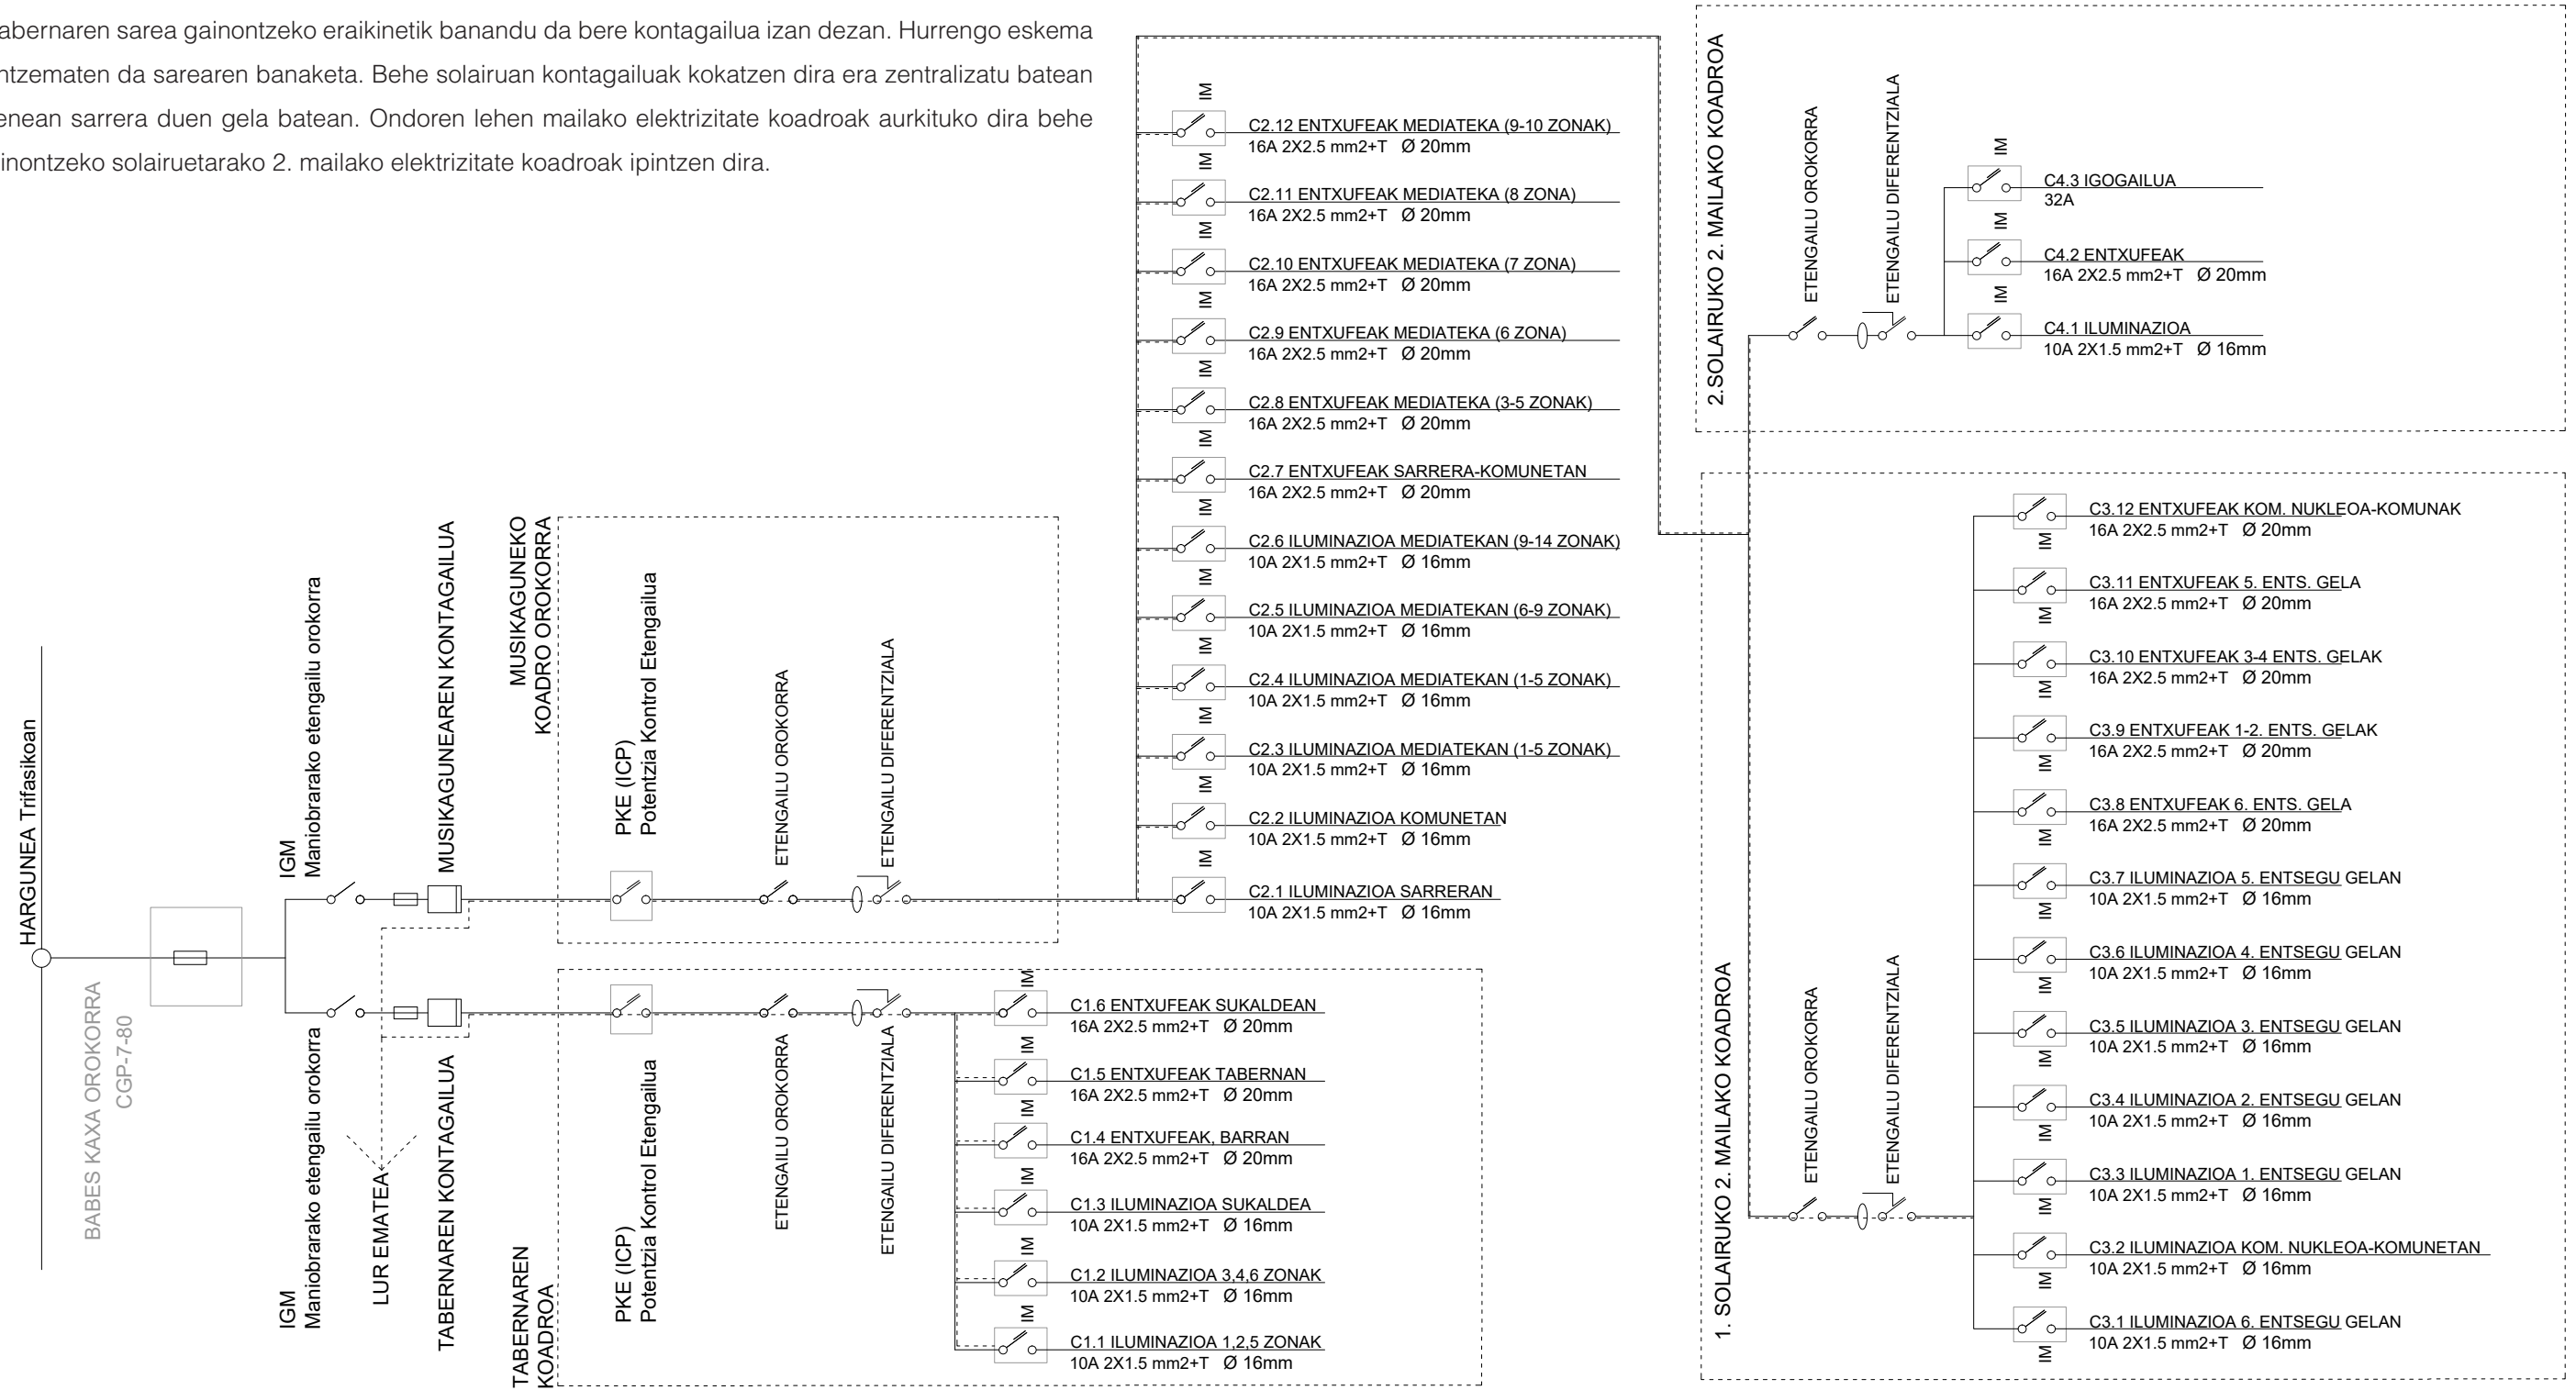 abernaren sarea gainontzeko eraikinetik banandu da bere kontagailua izan dezan. Hurrengo eskema
ntzematen da sarearen banaketa. Behe solairuan kontagailuak kokatzen dira era zentralizatu batean
enean sarrera duen gela batean. Ondoren lehen mailako elektrizitate koadroak aurkituko dira behe
inontzeko solairuetarako 2. mailako elektrizitate koadroak ipintzen dira.
HARGUNEA Trifasikoan
BABES KAXA OROKORRA
CGP-7-80
IGM
Maniobrarako etengailu orokorra
MUSIKAGUNEAREN KONTAGAILUA
IGM
Maniobrarako etengailu orokorra
LUR EMATEA
TABERNAREN KONTAGAILUA
MUSIKAGUNEKO
KOADRO OROKORRA
PKE (ICP)
Potentzia Kontrol Etengailua
ETENGAILU OROKORRA
ETENGAILU DIFERENTZIALA
TABERNAREN
KOADROA
PKE (ICP)
Potentzia Kontrol Etengailua
ETENGAILU OROKORRA
ETENGAILU DIFERENTZIALA
IM
C1.6 ENTXUFEAK SUKALDEAN
16A 2X2.5 mm2+T Ø 20mm
IM
C1.5 ENTXUFEAK TABERNAN
16A 2X2.5 mm2+T Ø 20mm
IM
C1.4 ENTXUFEAK, BARRAN
16A 2X2.5 mm2+T Ø 20mm
IM
C1.3 ILUMINAZIOA SUKALDEA
10A 2X1.5 mm2+T Ø 16mm
IM
C1.2 ILUMINAZIOA 3,4,6 ZONAK
10A 2X1.5 mm2+T Ø 16mm
IM
C1.1 ILUMINAZIOA 1,2,5 ZONAK
10A 2X1.5 mm2+T Ø 16mm
IM
C2.12 ENTXUFEAK MEDIATEKA (9-10 ZONAK)
16A 2X2.5 mm2+T Ø 20mm
IM
C2.11 ENTXUFEAK MEDIATEKA (8 ZONA)
16A 2X2.5 mm2+T Ø 20mm
IM
C2.10 ENTXUFEAK MEDIATEKA (7 ZONA)
16A 2X2.5 mm2+T Ø 20mm
IM
C2.9 ENTXUFEAK MEDIATEKA (6 ZONA)
16A 2X2.5 mm2+T Ø 20mm
IM
C2.8 ENTXUFEAK MEDIATEKA (3-5 ZONAK)
16A 2X2.5 mm2+T Ø 20mm
IM
C2.7 ENTXUFEAK SARRERA-KOMUNETAN
16A 2X2.5 mm2+T Ø 20mm
IM
C2.6 ILUMINAZIOA MEDIATEKAN (9-14 ZONAK)
10A 2X1.5 mm2+T Ø 16mm
IM
C2.5 ILUMINAZIOA MEDIATEKAN (6-9 ZONAK)
10A 2X1.5 mm2+T Ø 16mm
IM
C2.4 ILUMINAZIOA MEDIATEKAN (1-5 ZONAK)
10A 2X1.5 mm2+T Ø 16mm
IM
C2.3 ILUMINAZIOA MEDIATEKAN (1-5 ZONAK)
10A 2X1.5 mm2+T Ø 16mm
IM
C2.2 ILUMINAZIOA KOMUNETAN
10A 2X1.5 mm2+T Ø 16mm
IM
C2.1 ILUMINAZIOA SARRERAN
10A 2X1.5 mm2+T Ø 16mm
2.SOLAIRUKO 2. MAILAKO KOADROA
ETENGAILU OROKORRA
ETENGAILU DIFERENTZIALA
IM
C4.3 IGOGAILUA
32A
IM
C4.2 ENTXUFEAK
16A 2X2.5 mm2+T Ø 20mm
IM
C4.1 ILUMINAZIOA
10A 2X1.5 mm2+T Ø 16mm
1. SOLAIRUKO 2. MAILAKO KOADROA
ETENGAILU OROKORRA
ETENGAILU DIFERENTZIALA
C3.12 ENTXUFEAK KOM. NUKLEOA-KOMUNAK
16A 2X2.5 mm2+T Ø 20mm
IM
C3.11 ENTXUFEAK 5. ENTS. GELA
16A 2X2.5 mm2+T Ø 20mm
IM
C3.10 ENTXUFEAK 3-4 ENTS. GELAK
16A 2X2.5 mm2+T Ø 20mm
IM
C3.9 ENTXUFEAK 1-2. ENTS. GELAK
16A 2X2.5 mm2+T Ø 20mm
IM
C3.8 ENTXUFEAK 6. ENTS. GELA
16A 2X2.5 mm2+T Ø 20mm
IM
C3.7 ILUMINAZIOA 5. ENTSEGU GELAN
10A 2X1.5 mm2+T Ø 16mm
IM
C3.6 ILUMINAZIOA 4. ENTSEGU GELAN
10A 2X1.5 mm2+T Ø 16mm
IM
C3.5 ILUMINAZIOA 3. ENTSEGU GELAN
10A 2X1.5 mm2+T Ø 16mm
IM
C3.4 ILUMINAZIOA 2. ENTSEGU GELAN
10A 2X1.5 mm2+T Ø 16mm
IM
C3.3 ILUMINAZIOA 1. ENTSEGU GELAN
10A 2X1.5 mm2+T Ø 16mm
IM
C3.2 ILUMINAZIOA KOM. NUKLEOA-KOMUNETAN
10A 2X1.5 mm2+T Ø 16mm
IM
C3.1 ILUMINAZIOA 6. ENTSEGU GELAN
10A 2X1.5 mm2+T Ø 16mm
IM